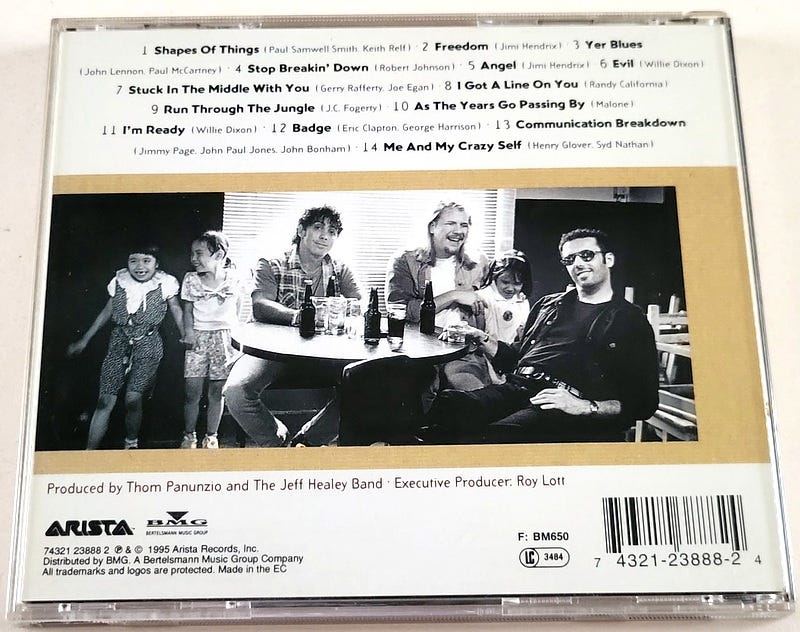 1 Shapes Of Things (Paul Samwell Smith, Keith Relf) · 2 Freedom (Jimi Hendrix) · 3 Yer Blues
(John Lennon, Paul McCartney) · 4 Stop Breakin' Down (Robert Johnson) · 5 Angel (Jimi Hendrix) · 6 Evil (Willie Dixon)
7 Stuck In The Middle With You (Gerry Rafferty, Joe Egan) · 8 I Got A Line On You (Randy California)
9 Run Through The Jungle (J.C. Fogerty) · 10 As The Years Go Passing By (Malone)
11 I'm Ready (Willie Dixon) · 12 Badge (Eric Clapton, George Harrison) · 13 Communication Breakdown
(Jimmy Page, John Paul Jones, John Bonham) · 14 Me And My Crazy Self (Henry Glover, Syd Nathan)
Produced by Thom Panunzio and The Jeff Healey Band · Executive Producer: Roy Lott
ARISTA BMG
BERTELSMANN MUSIC GROUP
74321 23888 2 ℗ & © 1995 Arista Records, Inc.
Distributed by BMG. A Bertelsmann Music Group Company
All trademarks and logos are protected. Made in the EC
F: BM650
LC 3484
7 4321-23888-2 4